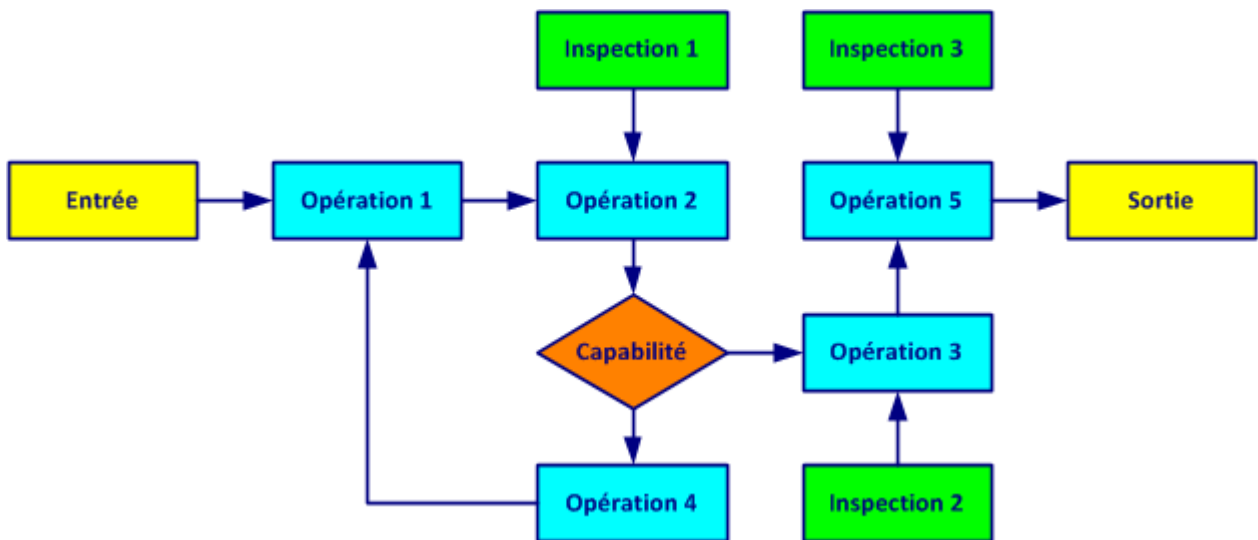 Inspection 1
Inspection 3
Entrée
Opération 1
Opération 2
Opération 5
Sortie
Capabilité
Opération 3
Opération 4
Inspection 2